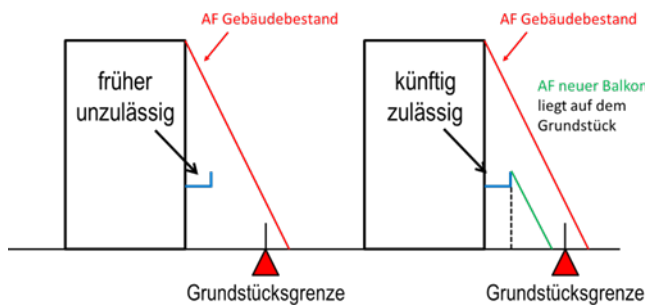 AF Gebäudebestand
früher
unzulässig
Grundstücksgrenze
AF Gebäudebestand
künftig
zulässig
AF neuer Balkon
liegt auf dem
Grundstück
Grundstücksgrenze